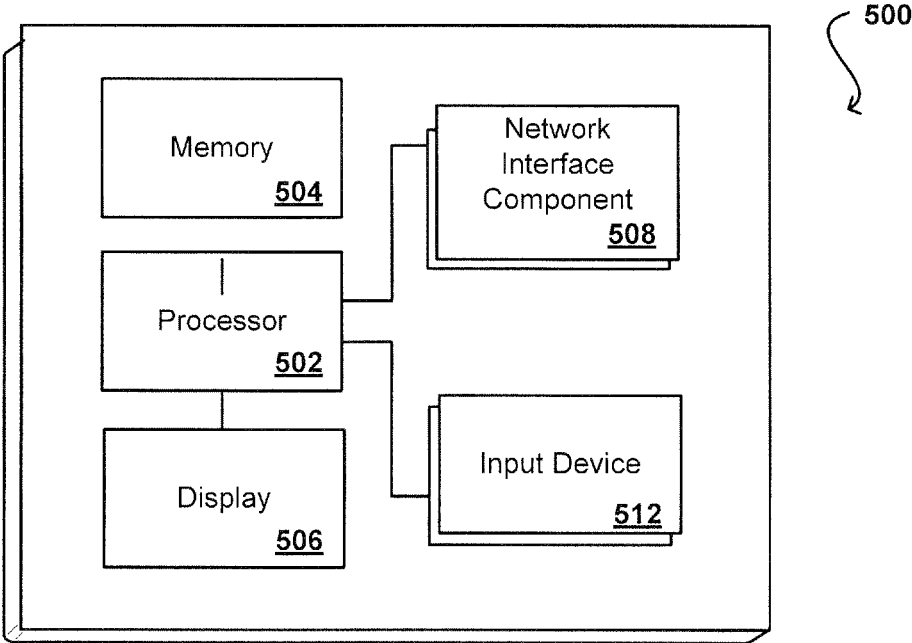 500
Memory
504
Network
Interface
Component
508
Processor
502
Display
506
Input Device
512